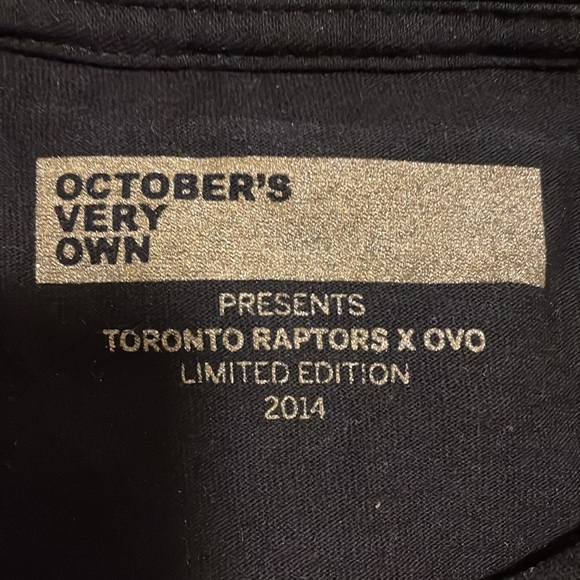 OCTOBER'S
VERY
OWN
PRESENTS
TORONTO RAPTORS X OVO
LIMITED EDITION
2014